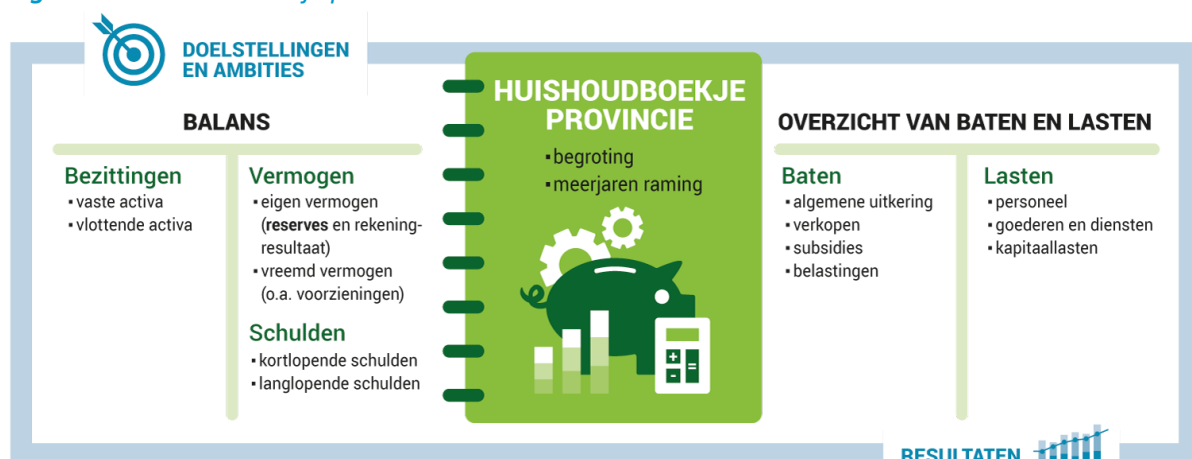 DOELSTELLINGEN
EN AMBITIES
BALANS
Bezittingen
▪ vaste activa
▪ vlottende activa
Vermogen
▪ eigen vermogen
(reserves en rekening-
resultaat)
▪ vreemd vermogen
(o.a. voorzieningen)
Schulden
▪ kortlopende schulden
▪ langlopende schulden
HUISHOUDBOEKJE
PROVINCIE
▪ begroting
▪ meerjaren raming
OVERZICHT VAN BATEN EN LASTEN
Baten
▪ algemene uitkering
▪ verkopen
▪ subsidies
▪ belastingen
Lasten
▪ personeel
▪ goederen en diensten
▪ kapitaallasten
RESULTATEN